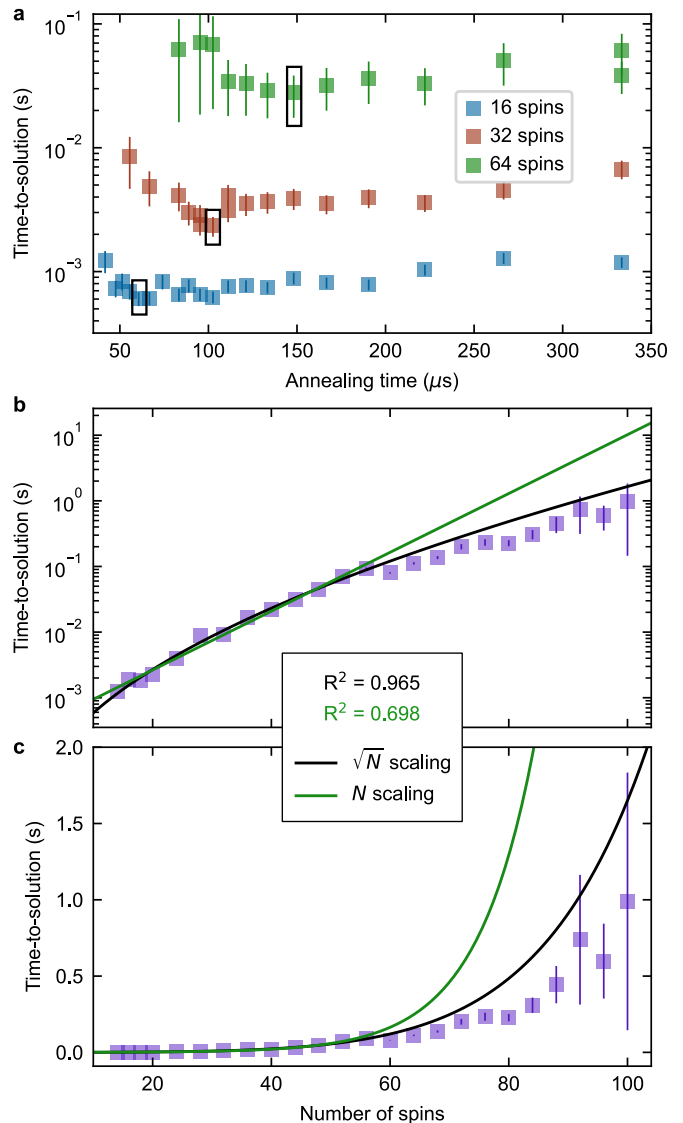 a
10⁻¹
10⁻²
10⁻³
Time-to-solution (s)
16 spins
32 spins
64 spins
50 100 150 200 250 300 350
Annealing time (μs)
b
10¹
10⁰
10⁻¹
10⁻²
10⁻³
Time-to-solution (s)
R² = 0.965
R² = 0.698
√N scaling
N scaling
c
2.0
1.5
1.0
0.5
0.0
Time-to-solution (s)
20 40 60 80 100
Number of spins